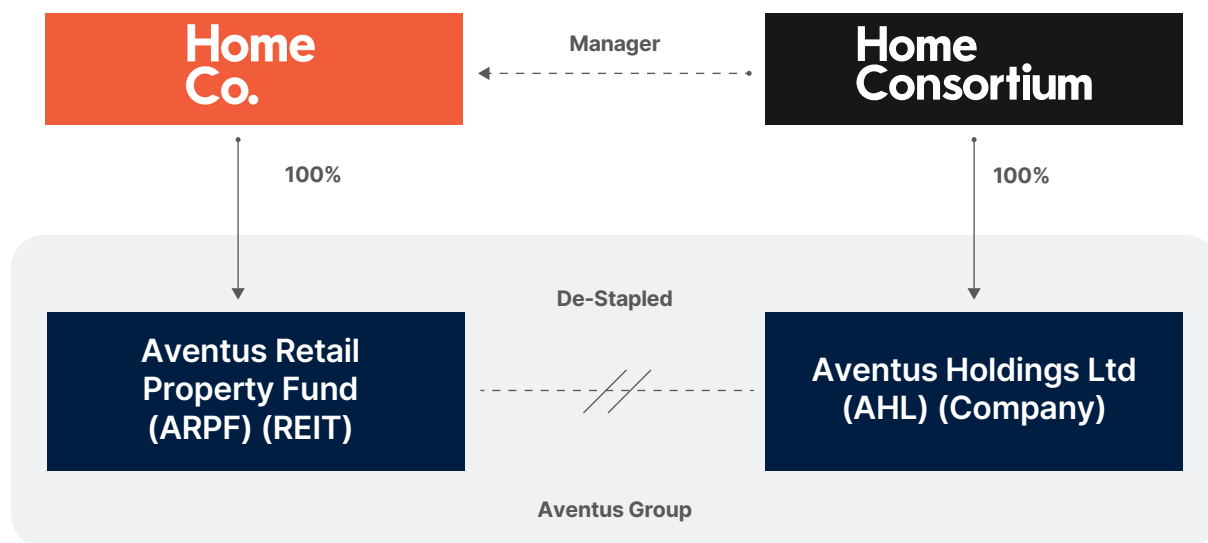 Home
Co.
Manager
Home
Consortium
100%
100%
De-Stapled
Aventus Retail
Property Fund
(ARPF) (REIT)
Aventus Holdings Ltd
(AHL) (Company)
Aventus Group